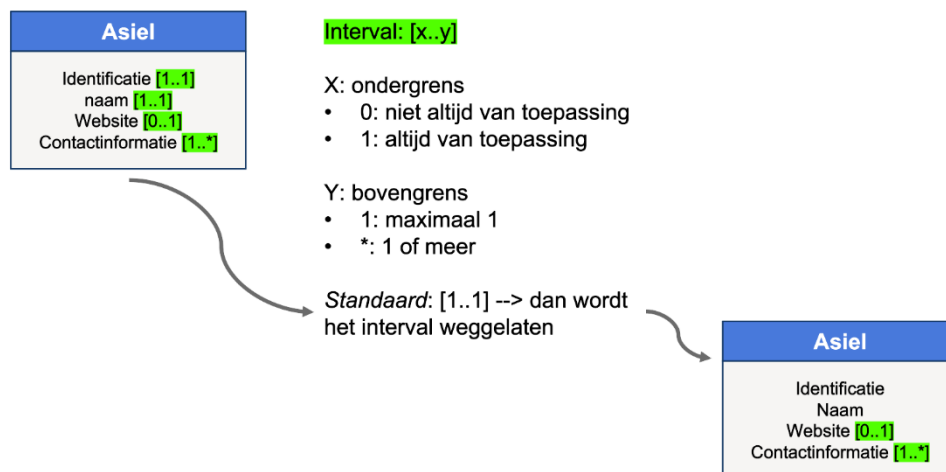 Asiel
Identificatie [1..1]
naam [1..1]
Website [0..1]
Contactinformatie [1..*]
Interval: [x..y]
X: ondergrens
• 0: niet altijd van toepassing
• 1: altijd van toepassing
Y: bovengrens
• 1: maximaal 1
• *: 1 of meer
Standaard: [1..1] --> dan wordt
het interval weggelaten
Asiel
Identificatie
Naam
Website [0..1]
Contactinformatie [1..*]